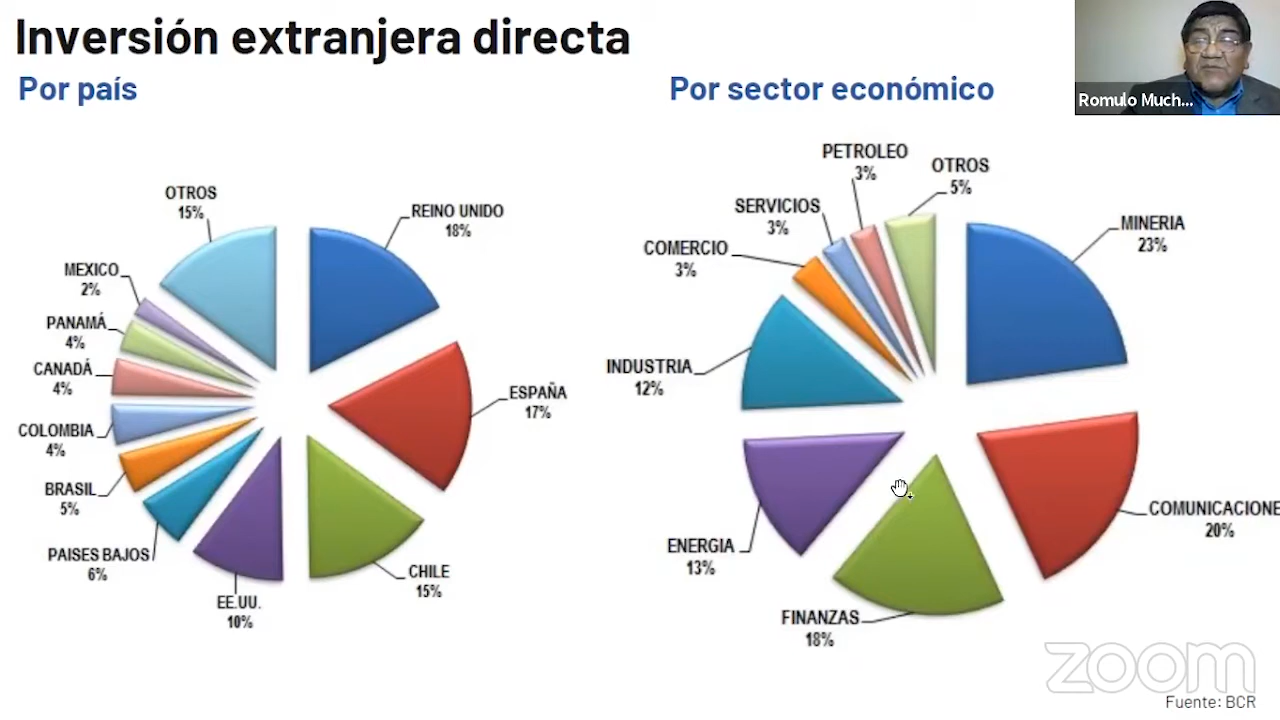 Inversión extranjera directa
Por país
Por sector económico
Romulo Much...
OTROS
15%
REINO UNIDO
18%
MEXICO
2%
PANAMÁ
4%
CANADÁ
4%
COLOMBIA
4%
BRASIL
5%
PAISES BAJOS
6%
EE.UU.
10%
CHILE
15%
ESPAÑA
17%
PETROLEO
3%
OTROS
5%
SERVICIOS
3%
COMERCIO
3%
MINERIA
23%
INDUSTRIA
12%
ENERGIA
13%
FINANZAS
18%
COMUNICACIONE
20%
zoom
Fuente: BCR